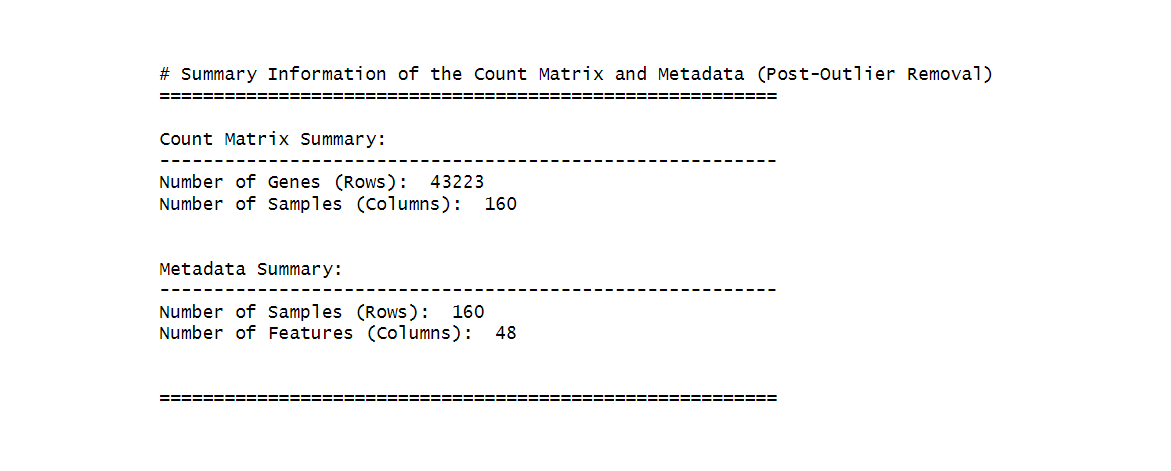 # Summary Information of the Count Matrix and Metadata (Post-Outlier Removal)
=========================================================
Count Matrix Summary:
---------------------------------------------------------
Number of Genes (Rows):  43223
Number of Samples (Columns):  160
Metadata Summary:
---------------------------------------------------------
Number of Samples (Rows):  160
Number of Features (Columns):  48
=========================================================